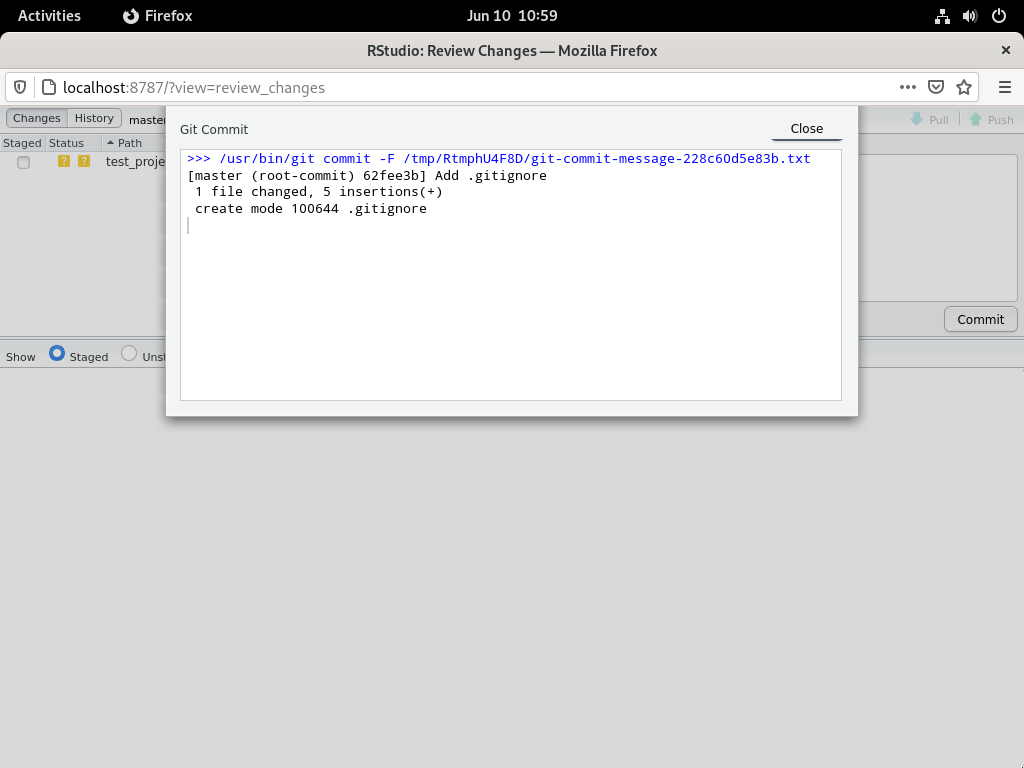 Activities Firefox Jun 10 10:59
RStudio: Review Changes — Mozilla Firefox ×
localhost:8787/?view=review_changes
Changes History master Pull Push
Git Commit Close
Staged Status Path
? ? test_proje
>>> /usr/bin/git commit -F /tmp/RtmphU4F8D/git-commit-message-228c60d5e83b.txt
[master (root-commit) 62fee3b] Add .gitignore
1 file changed, 5 insertions(+)
create mode 100644 .gitignore
Commit
Show Staged Unst